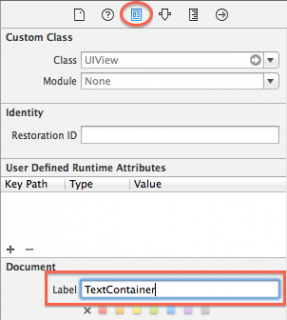 Custom Class
Class UIView
Module None
Identity
Restoration ID
User Defined Runtime Attributes
Key Path Type Value
+ −
Document
Label TextContainer